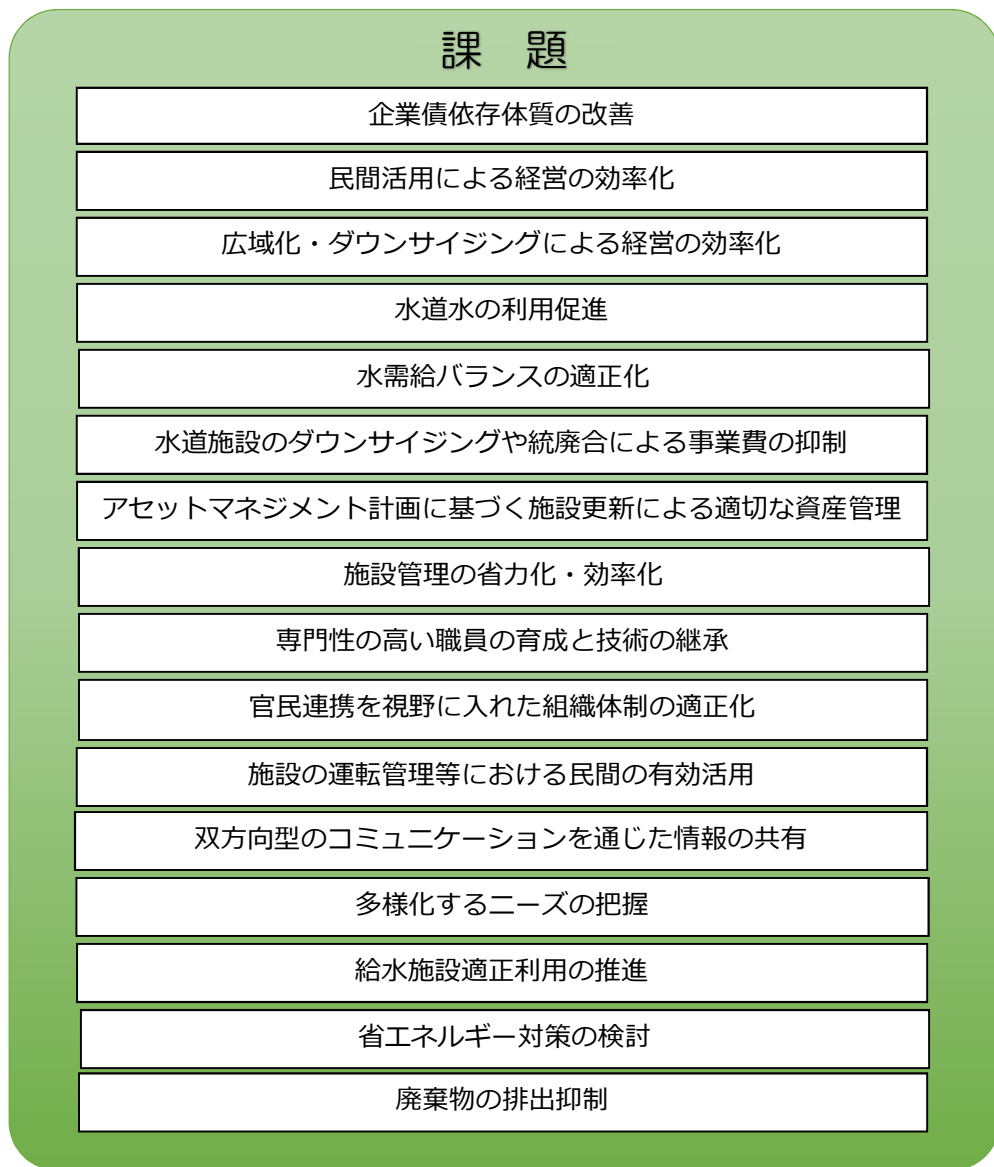 課　題
企業債依存体質の改善
民間活用による経営の効率化
広域化・ダウンサイジングによる経営の効率化
水道水の利用促進
水需給バランスの適正化
水道施設のダウンサイジングや統廃合による事業費の抑制
アセットマネジメント計画に基づく施設更新による適切な資産管理
施設管理の省力化・効率化
専門性の高い職員の育成と技術の継承
官民連携を視野に入れた組織体制の適正化
施設の運転管理等における民間の有効活用
双方向型のコミュニケーションを通じた情報の共有
多様化するニーズの把握
給水施設適正利用の推進
省エネルギー対策の検討
廃棄物の排出抑制